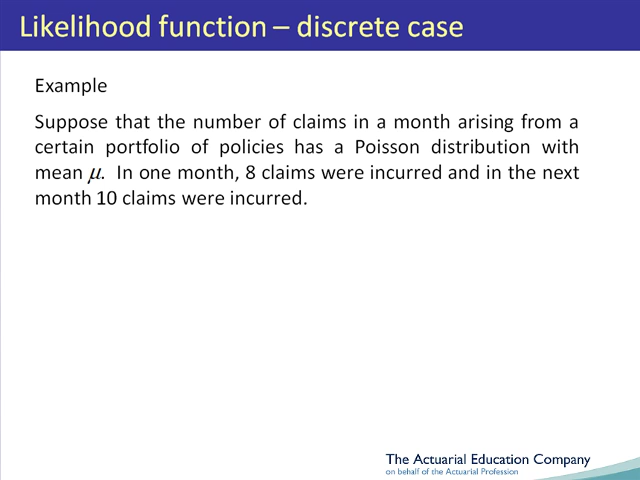 Likelihood function – discrete case
Example
Suppose that the number of claims in a month arising from a
certain portfolio of policies has a Poisson distribution with
mean μ. In one month, 8 claims were incurred and in the next
month 10 claims were incurred.
The Actuarial Education Company
on behalf of the Actuarial Profession